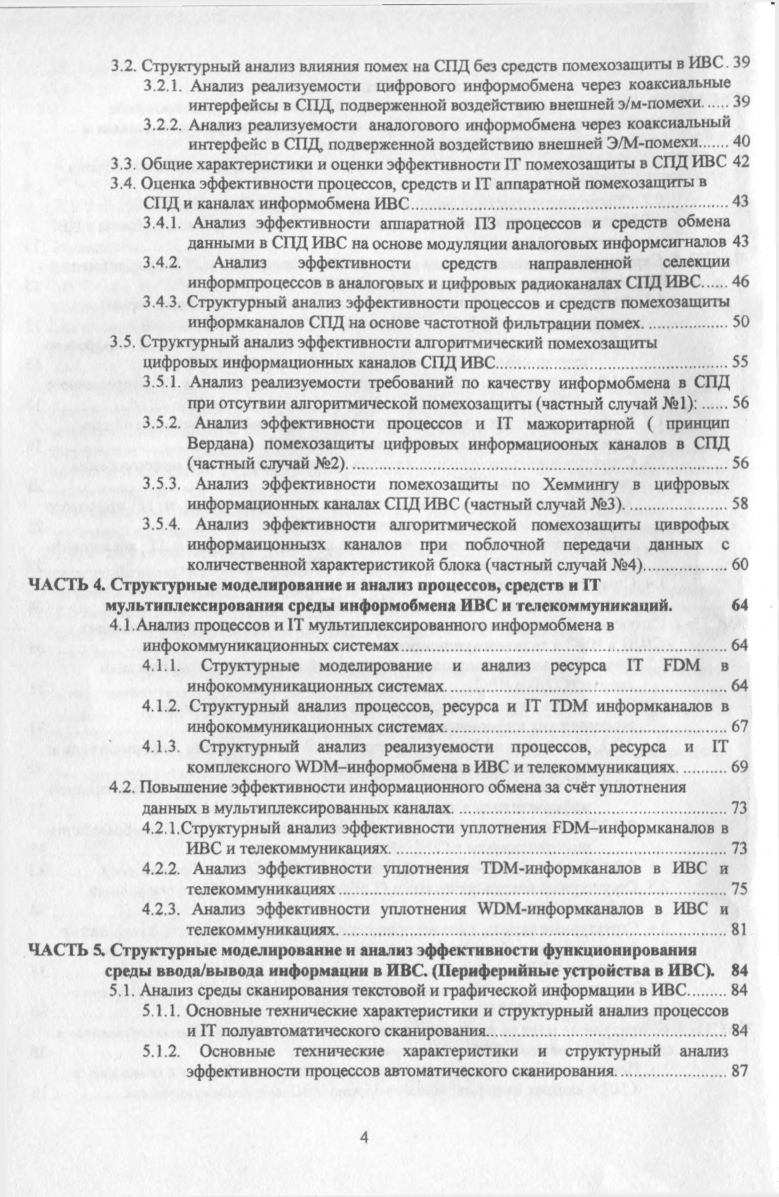 3.2. Структурный анализ влияния помех на СПД без средств помехозащиты в ИВС. 39
3.2.1. Анализ реализуемости цифрового информобмена через коаксиальные
интерфейсы в СПД, подверженной воздействию внешней э/м-помехи...... 39
3.2.2. Анализ реализуемости аналогового информобмена через коаксиальный
интерфейс в СПД, подверженной воздействию внешней Э/М-помехи....... 40
3.3. Общие характеристики и оценки эффективности IT помехозащиты в СПД ИВС 42
3.4. Оценка эффективности процессов, средств и IT аппаратной помехозащиты в
СПД и каналах информобмена ИВС.................................................................. 43
3.4.1. Анализ эффективности аппаратной ПЗ процессов и средств обмена
данными в СПД ИВС на основе модуляции аналоговых информсигналов 43
3.4.2. Анализ эффективности средств направленной селекции
информпроцессов в аналоговых и цифровых радиоканалах СПД ИВС...... 46
3.4.3. Структурный анализ эффективности процессов и средств помехозащиты
информканалов СПД на основе частотной фильтрации помех.................. 50
3.5. Структурный анализ эффективности алгоритмический помехозащиты
цифровых информационных каналов СПД ИВС................................................ 55
3.5.1. Анализ реализуемости требований по качеству информобмена в СПД
при отсутвии алгоритмической помехозащиты (частный случай №1): ...... 56
3.5.2. Анализ эффективности процессов и IT мажоритарной ( принцип
Вердана) помехозащиты цифровых информациооных каналов в СПД
(частный случай №2)................................................................................ 56
3.5.3. Анализ эффективности помехозащиты по Хеммингу в цифровых
информационных каналах СПД ИВС (частный случай №3)..................... 58
3.5.4. Анализ эффективности алгоритмической помехозащиты циврофых
информаицоннызх каналов при поблочной передачи данных с
количественной характеристикой блока (частный случай №4).................. 60
ЧАСТЬ 4. Структурные моделирование и анализ процессов, средств и IT
мультиплексирования среды информобмена ИВС и телекоммуникаций. 64
4.1.Анализ процессов и IT мультиплексированного информобмена в
инфокоммуникационных системах.................................................................... 64
4.1.1. Структурные моделирование и анализ ресурса IT FDM в
инфокоммуникационных системах........................................................... 64
4.1.2. Структурный анализ процессов, ресурса и IT TDM информканалов в
инфокоммуникационных системах........................................................... 67
4.1.3. Структурный анализ реализуемости процессов, ресурса и IT
комплексного WDM–информобмена в ИВС и телекоммуникациях.......... 69
4.2. Повышение эффективности информационного обмена за счёт уплотнения
данных в мультиплексированных каналах........................................................ 73
4.2.1.Структурный анализ эффективности уплотнения FDM–информканалов в
ИВС и телекоммуникациях....................................................................... 73
4.2.2. Анализ эффективности уплотнения TDM-информканалов в ИВС и
телекоммуникациях.................................................................................. 75
4.2.3. Анализ эффективности уплотнения WDM-информканалов в ИВС и
телекоммуникациях.................................................................................. 81
ЧАСТЬ 5. Структурные моделирование и анализ эффективности функционирования
среды ввода/вывода информации в ИВС. (Периферийные устройства в ИВС). 84
5.1. Анализ среды сканирования текстовой и графической информации в ИВС......... 84
5.1.1. Основные технические характеристики и структурный анализ процессов
и IT полуавтоматического сканирования.................................................. 84
5.1.2. Основные технические характеристики и структурный анализ
эффективности процессов автоматического сканирования....................... 87
4